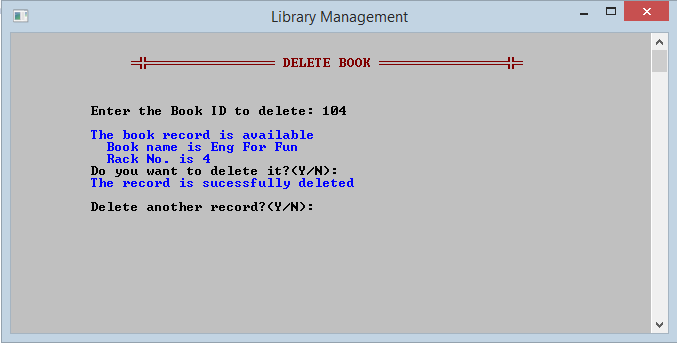 Library Management
DELETE BOOK
Enter the Book ID to delete: 104
The book record is available
Book name is Eng For Fun
Rack No. is 4
Do you want to delete it?(Y/N):
The record is sucessfully deleted
Delete another record?(Y/N):